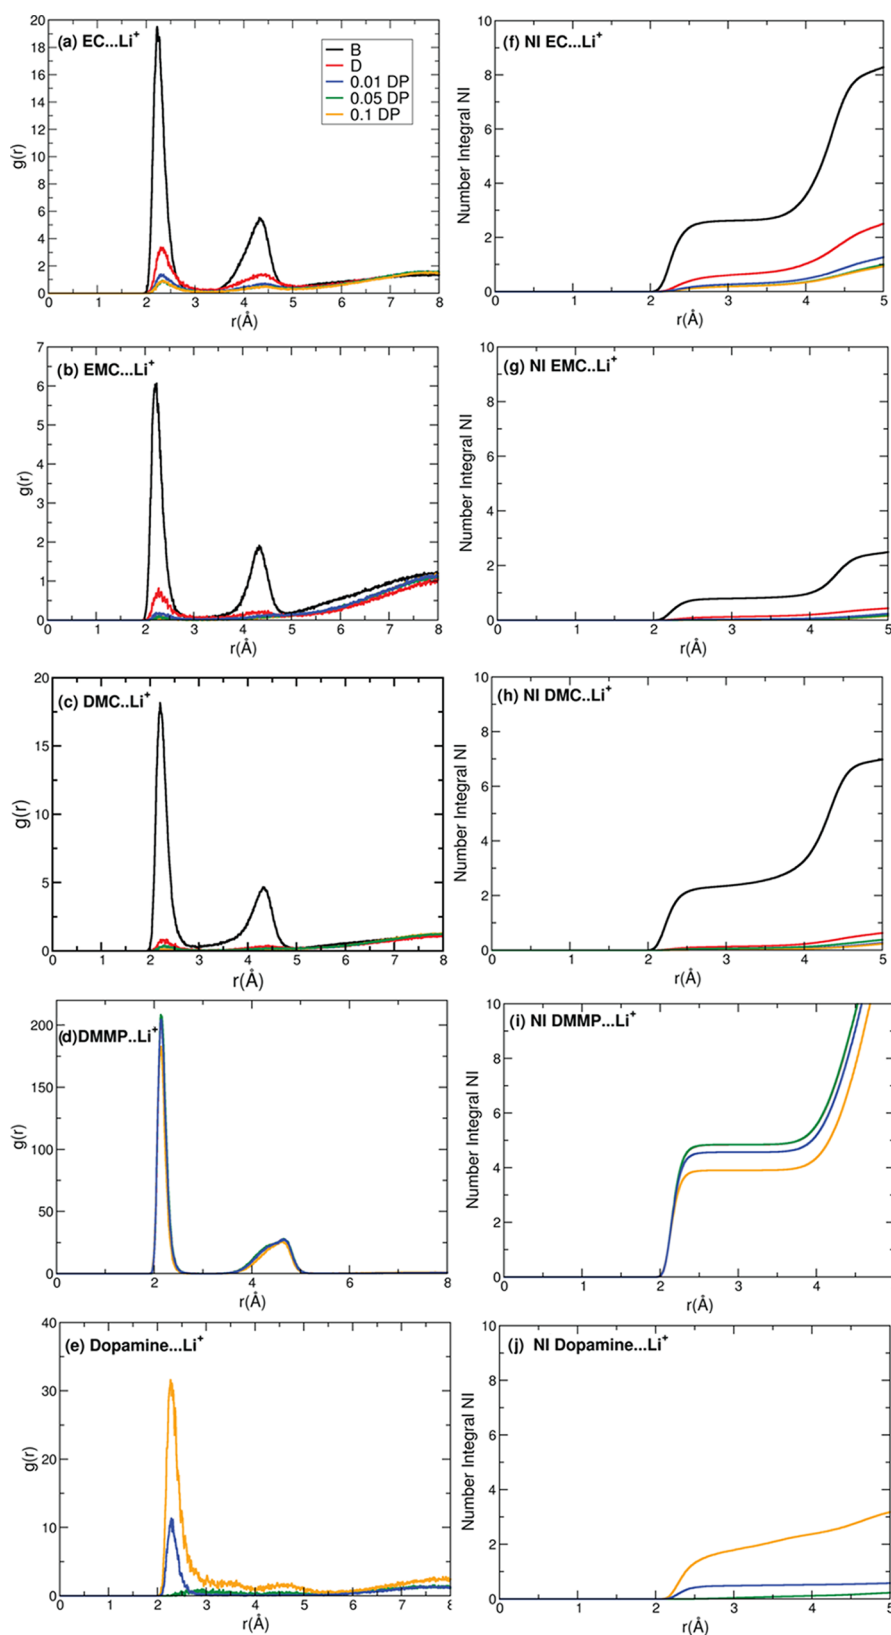 (a) EC...Li+
B
D
0.01 DP
0.05 DP
0.1 DP
20
18
16
14
12
10
8
6
4
2
0
g(r)
0 1 2 3 4 5 6 7 8
r(Å)
(f) NI EC...Li+
10
8
6
4
2
0
Number Integral NI
0 1 2 3 4 5
r(Å)
(b) EMC...Li+
7
6
5
4
3
2
1
0
g(r)
0 1 2 3 4 5 6 7 8
r(Å)
(g) NI EMC..Li+
10
8
6
4
2
0
Number Integral NI
0 1 2 3 4 5
r(Å)
(c) DMC..Li+
20
15
10
5
0
g(r)
0 1 2 3 4 5 6 7 8
r(Å)
(h) NI DMC..Li+
10
8
6
4
2
0
Number Integral NI
0 1 2 3 4 5
r(Å)
(d)DMMP..Li+
200
150
100
50
0
g(r)
0 2 4 6 8
r(Å)
(i) NI DMMP...Li+
10
8
6
4
2
0
Number Integral NI
0 1 2 3 4
r(Å)
(e) Dopamine...Li+
40
30
20
10
0
g(r)
0 1 2 3 4 5 6 7 8
r(Å)
(j) NI Dopamine...Li+
10
8
6
4
2
0
Number Integral NI
0 1 2 3 4 5
r(Å)